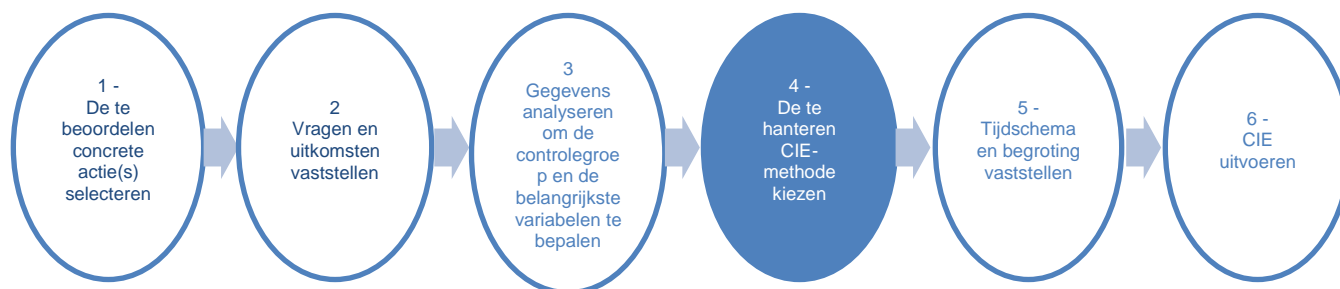 1 -
De te
beoordelen
concrete
actie(s)
selecteren
2
Vragen en
uitkomsten
vaststellen
3
Gegevens
analyseren
om de
controlegroe
p en de
belangrijkste
variabelen te
bepalen
4 -
De te
hanteren
CIE-
methode
kiezen
5 -
Tijdschema
en begroting
vaststellen
6 -
CIE
uitvoeren